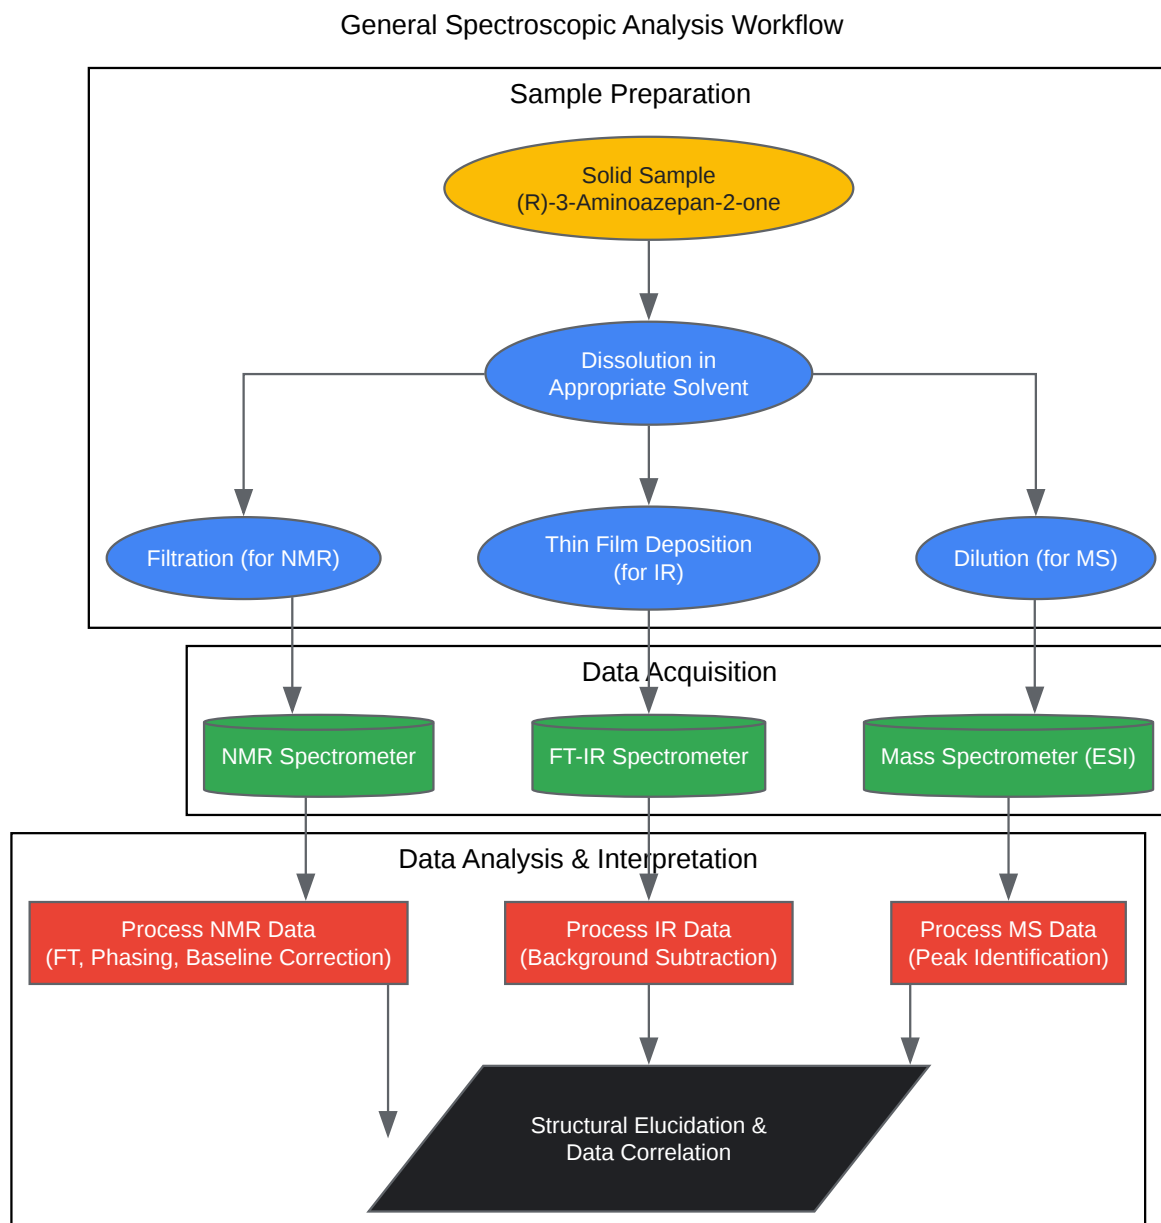 General Spectroscopic Analysis Workflow
Sample Preparation
Solid Sample
(R)-3-Aminoazepan-2-one
Dissolution in
Appropriate Solvent
Filtration (for NMR)
Thin Film Deposition
(for IR)
Dilution (for MS)
Data Acquisition
NMR Spectrometer
FT-IR Spectrometer
Mass Spectrometer (ESI)
Data Analysis & Interpretation
Process NMR Data
(FT, Phasing, Baseline Correction)
Process IR Data
(Background Subtraction)
Process MS Data
(Peak Identification)
Structural Elucidation &
Data Correlation